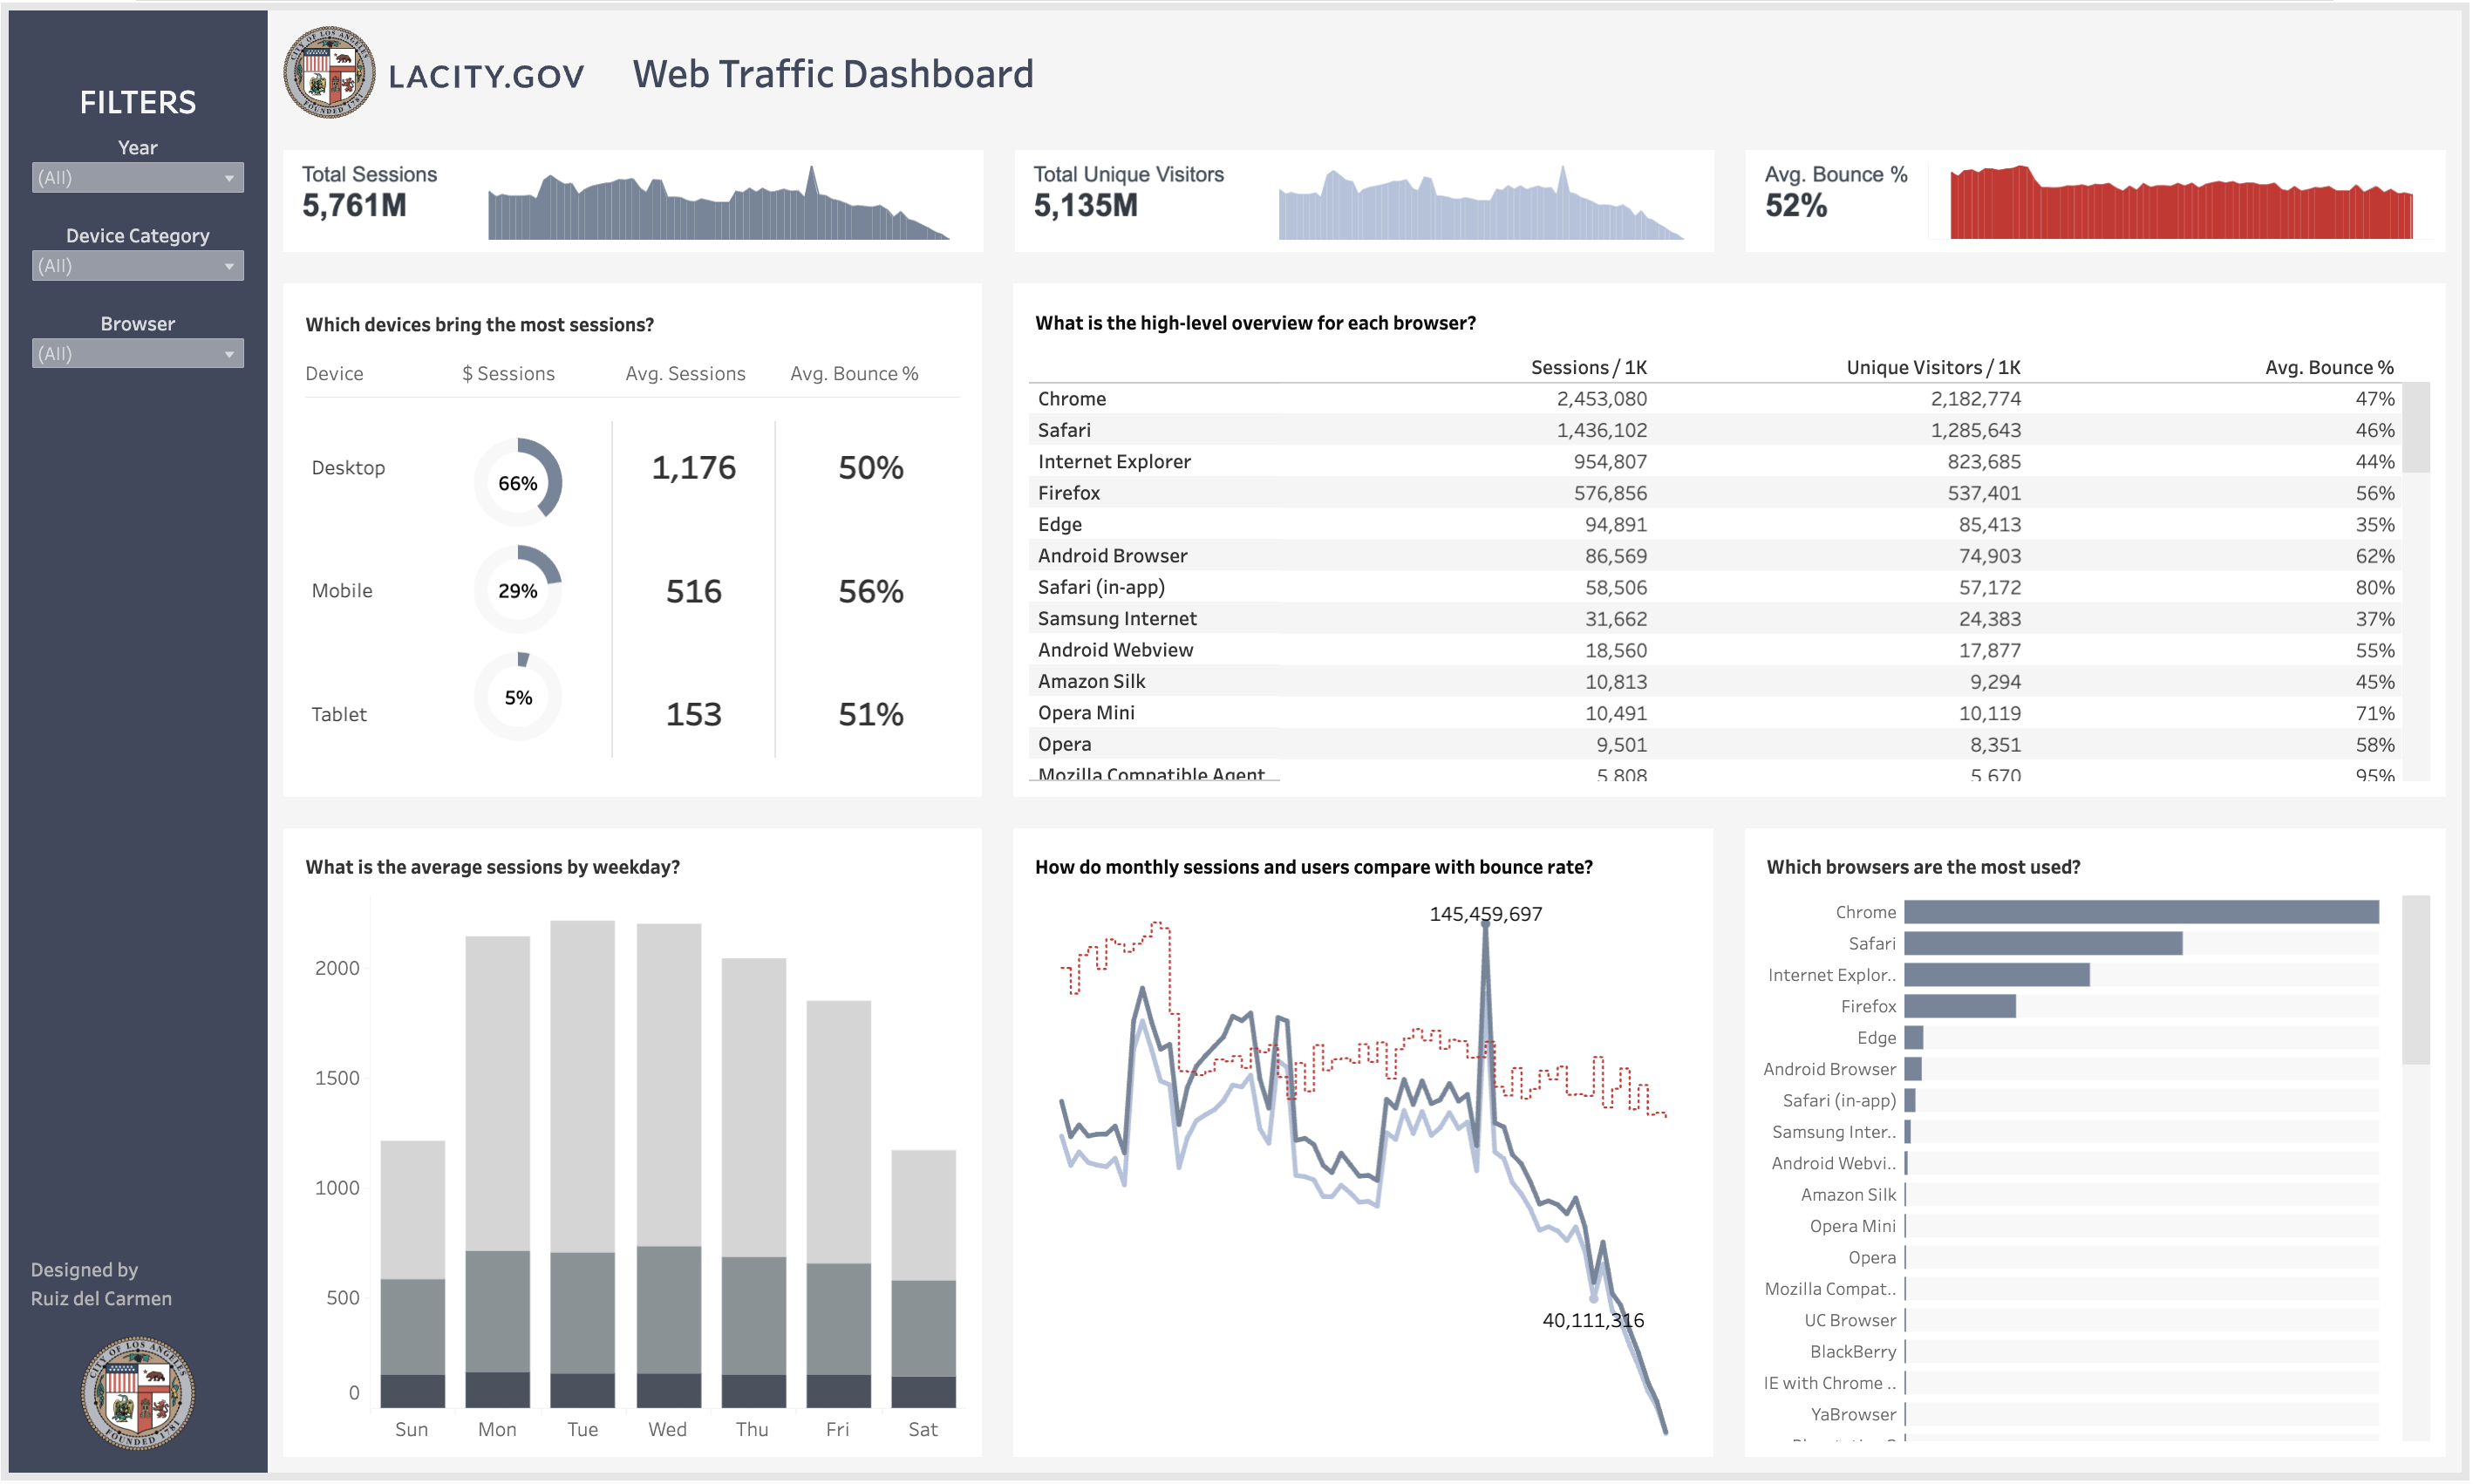 FILTERS
Year
(All)
Device Category
(All)
Browser
(All)
Designed by
Ruiz del Carmen
CITY OF LOS ANGELES
FOUNDED 1781
CITY OF LOS ANGELES
FOUNDED 1781
LACITY.GOV Web Traffic Dashboard
Total Sessions
5,761M
Total Unique Visitors
5,135M
Avg. Bounce %
52%
Which devices bring the most sessions?
Device $ Sessions Avg. Sessions Avg. Bounce %
Desktop 66% 1,176 50%
Mobile 29% 516 56%
Tablet 5% 153 51%
What is the high-level overview for each browser?
Sessions / 1K Unique Visitors / 1K Avg. Bounce %
Chrome 2,453,080 2,182,774 47%
Safari 1,436,102 1,285,643 46%
Internet Explorer 954,807 823,685 44%
Firefox 576,856 537,401 56%
Edge 94,891 85,413 35%
Android Browser 86,569 74,903 62%
Safari (in-app) 58,506 57,172 80%
Samsung Internet 31,662 24,383 37%
Android Webview 18,560 17,877 55%
Amazon Silk 10,813 9,294 45%
Opera Mini 10,491 10,119 71%
Opera 9,501 8,351 58%
Mozilla Compatible Agent 5,808 5,670 95%
What is the average sessions by weekday?
2000
1500
1000
500
0
Sun Mon Tue Wed Thu Fri Sat
How do monthly sessions and users compare with bounce rate?
145,459,697
40,111,316
Which browsers are the most used?
Chrome
Safari
Internet Explor..
Firefox
Edge
Android Browser
Safari (in-app)
Samsung Inter..
Android Webvi..
Amazon Silk
Opera Mini
Opera
Mozilla Compat..
UC Browser
BlackBerry
IE with Chrome ..
YaBrowser